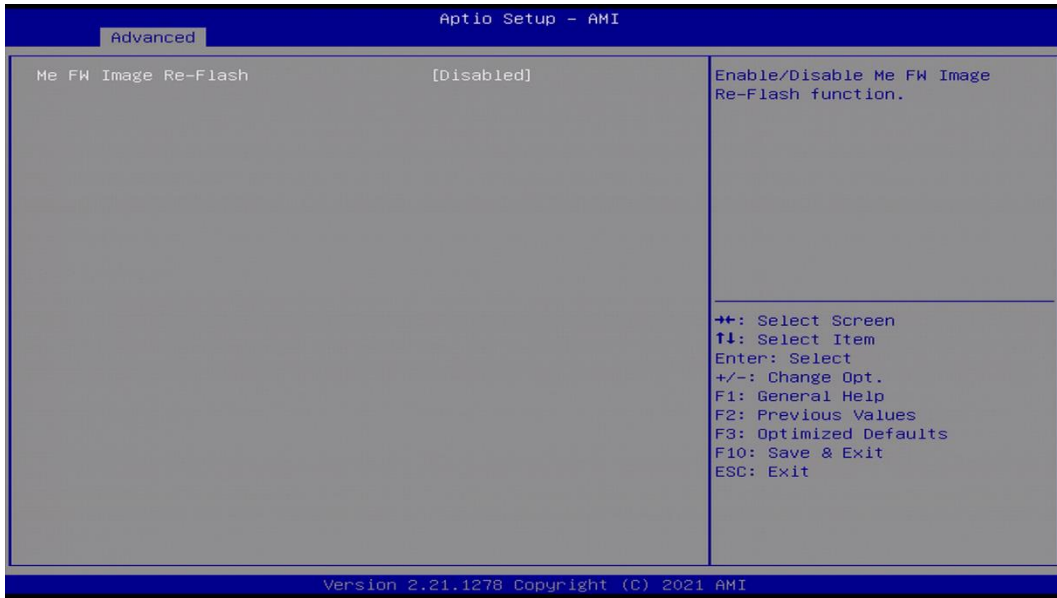 Aptio Setup – AMI
Advanced
Me FW Image Re-Flash [Disabled]
Enable/Disable Me FW Image
Re-Flash function.
→←: Select Screen
↑↓: Select Item
Enter: Select
+/-: Change Opt.
F1: General Help
F2: Previous Values
F3: Optimized Defaults
F10: Save & Exit
ESC: Exit
Version 2.21.1278 Copyright (C) 2021 AMI